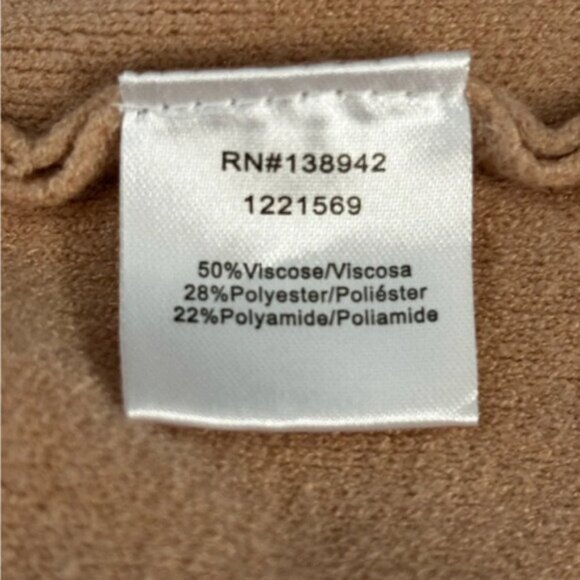 RN#138942
1221569
50%Viscose/Viscosa
28%Polyester/Poliéster
22%Polyamide/Poliamide